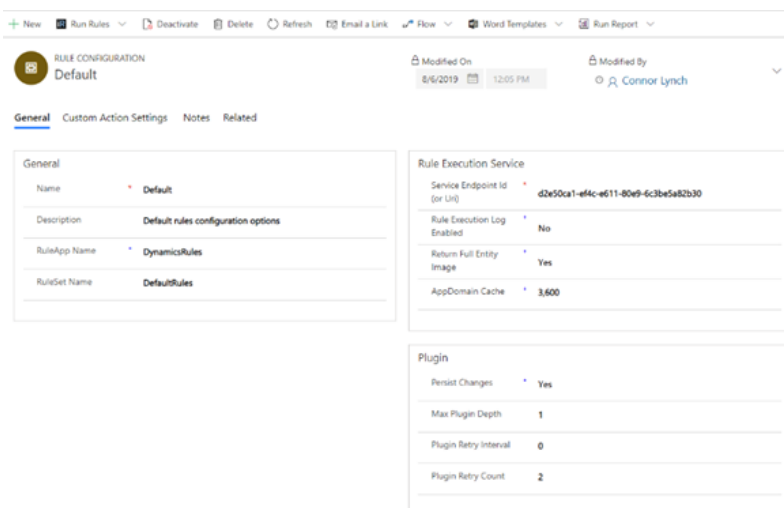 New Run Rules Deactivate Delete Refresh Email a Link Flow Word Templates Run Report
RULE CONFIGURATION
Default
Modified On
8/6/2019 12:05 PM
Modified By
Connor Lynch
General Custom Action Settings Notes Related
General
Name * Default
Description Default rules configuration options
RuleApp Name * DynamicsRules
RuleSet Name DefaultRules
Rule Execution Service
Service Endpoint Id
(or Uri) * d2e50ca1-ef4c-e611-80e9-6c3be5a82b30
Rule Execution Log
Enabled * No
Return Full Entity
Image * Yes
AppDomain Cache * 3,600
Plugin
Persist Changes * Yes
Max Plugin Depth 1
Plugin Retry Interval 0
Plugin Retry Count 2